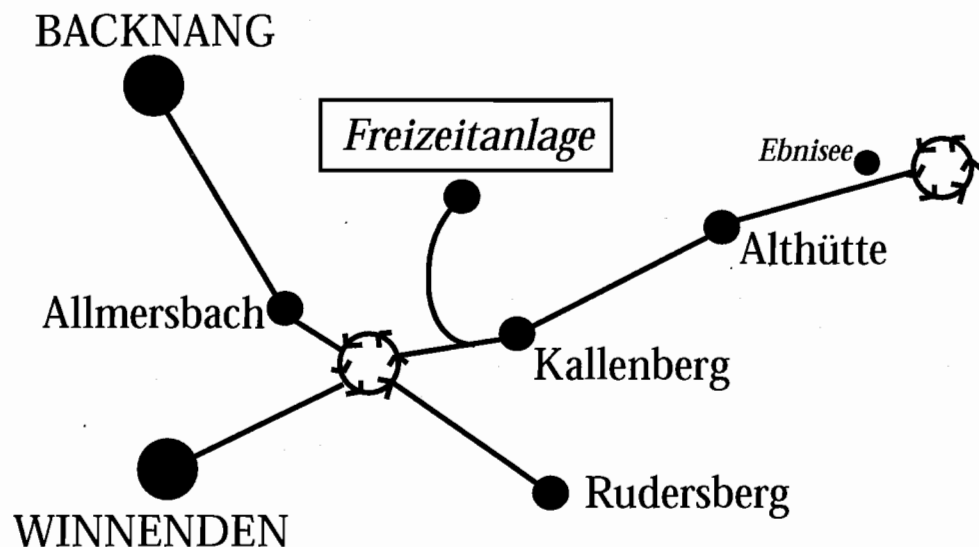 BACKNANG
Freizeitanlage
Ebnisee
Althütte
Allmersbach
Kallenberg
Rudersberg
WINNENDEN